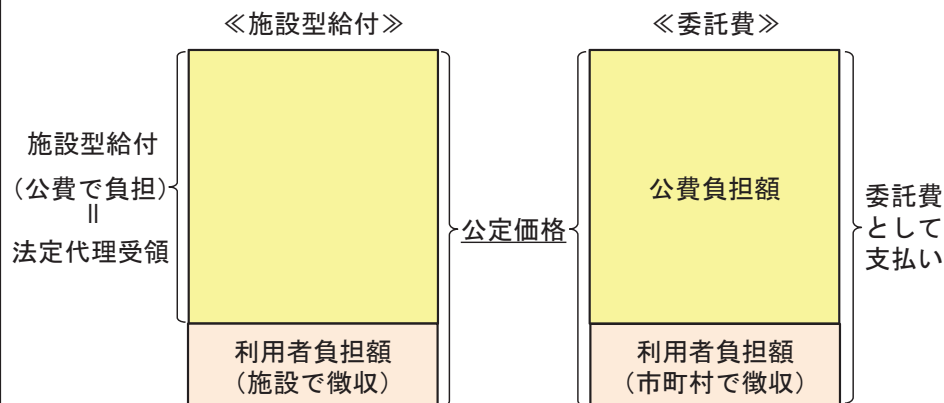 ≪施設型給付≫
≪委託費≫
施設型給付
（公費で負担）
＝
法定代理受領
公定価格
公費負担額
委託費
として
支払い
利用者負担額
（施設で徴収）
利用者負担額
（市町村で徴収）